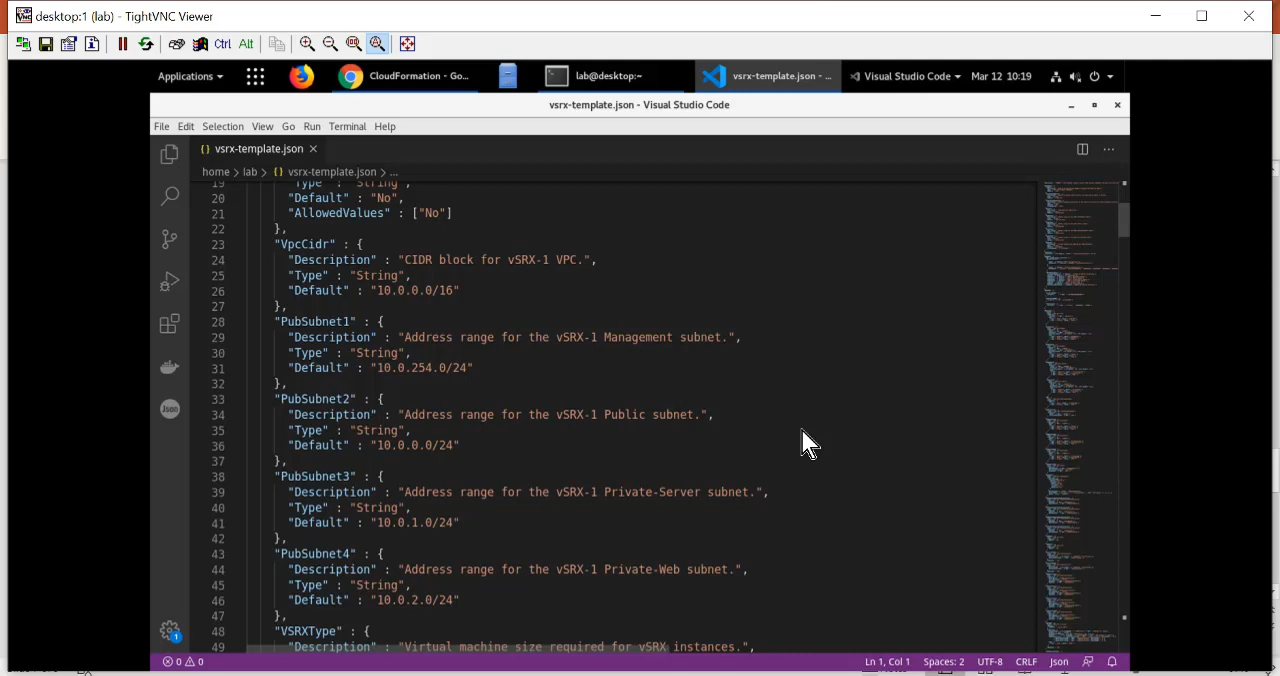 desktop:1 (lab) - TightVNC Viewer
Ctrl Alt
Applications CloudFormation - Go... lab@desktop:~ vsrx-template.json - ... Visual Studio Code Mar 12 10:19
vsrx-template.json - Visual Studio Code
File Edit Selection View Go Run Terminal Help
{} vsrx-template.json
home > lab > {} vsrx-template.json > ...
19 "Type" : "String",
20 "Default" : "No",
21 "AllowedValues" : ["No"]
22 },
23 "VpcCidr" : {
24 "Description" : "CIDR block for vSRX-1 VPC.",
25 "Type" : "String",
26 "Default" : "10.0.0.0/16"
27 },
28 "PubSubnet1" : {
29 "Description" : "Address range for the vSRX-1 Management subnet.",
30 "Type" : "String",
31 "Default" : "10.0.254.0/24"
32 },
33 "PubSubnet2" : {
34 "Description" : "Address range for the vSRX-1 Public subnet.",
35 "Type" : "String",
36 "Default" : "10.0.0.0/24"
37 },
38 "PubSubnet3" : {
39 "Description" : "Address range for the vSRX-1 Private-Server subnet.",
40 "Type" : "String",
41 "Default" : "10.0.1.0/24"
42 },
43 "PubSubnet4" : {
44 "Description" : "Address range for the vSRX-1 Private-Web subnet.",
45 "Type" : "String",
46 "Default" : "10.0.2.0/24"
47 },
48 "VSRXType" : {
49 "Description" : "Virtual machine size required for vSRX instances.",
Json
1
0 0 Ln 1, Col 1 Spaces: 2 UTF-8 CRLF Json